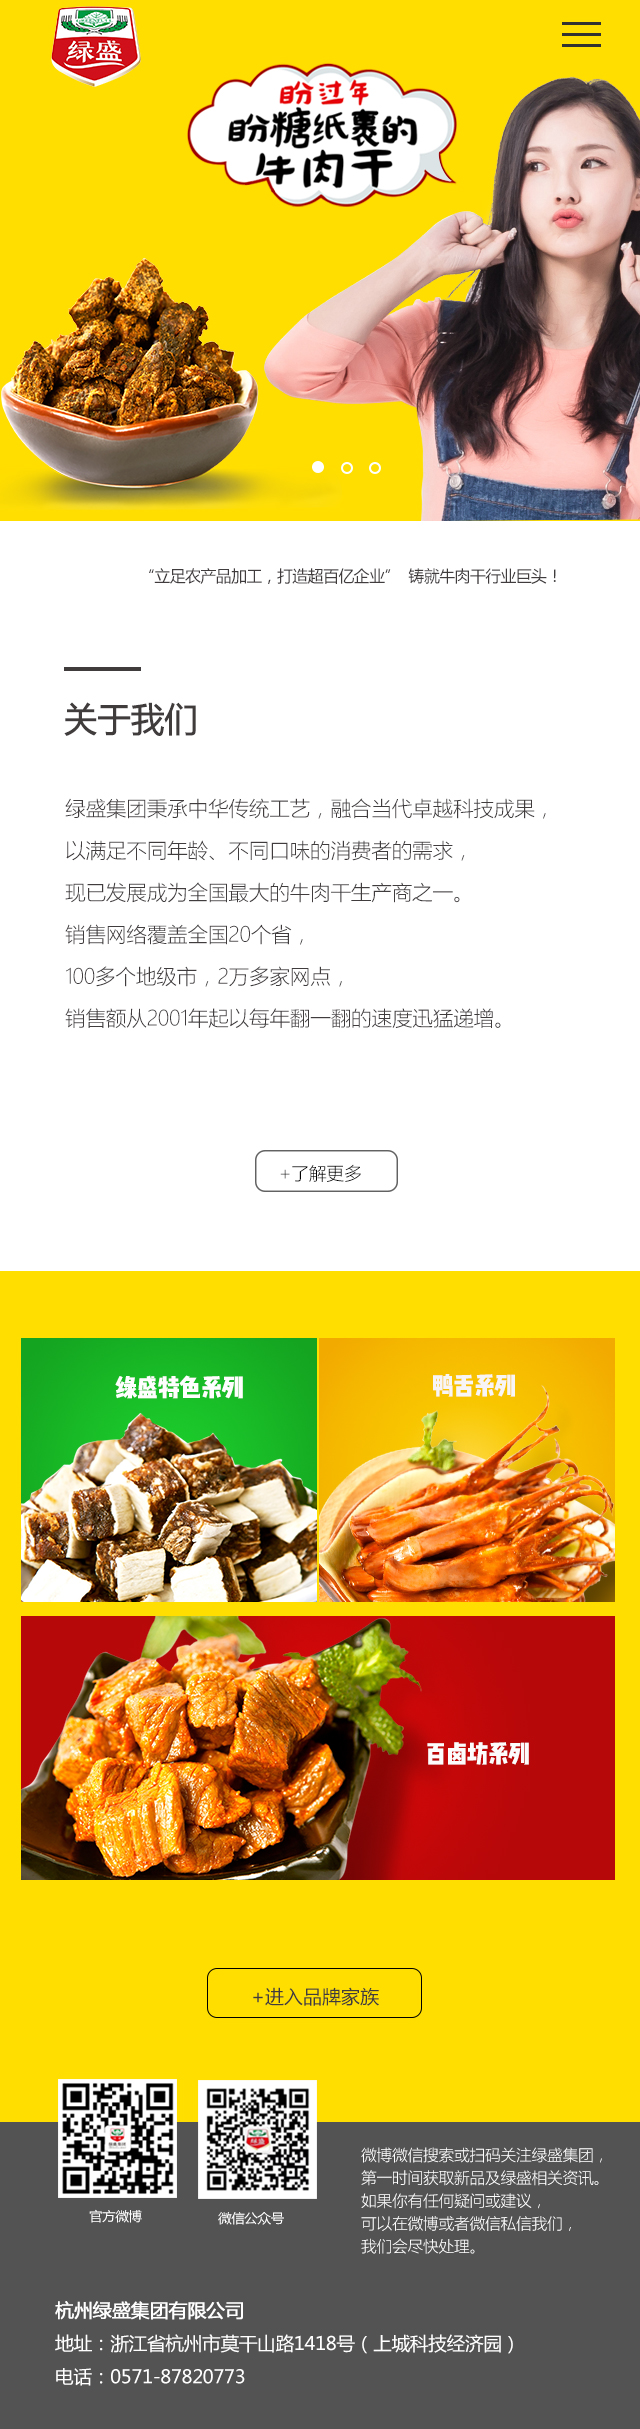 绿盛
盼过年
盼糖纸裹的
牛肉干
“立足农产品加工，打造超百亿企业” 铸就牛肉干行业巨头！
关于我们
绿盛集团秉承中华传统工艺，融合当代卓越科技成果，
以满足不同年龄、不同口味的消费者的需求，
现已发展成为全国最大的牛肉干生产商之一。
销售网络覆盖全国20个省，
100多个地级市，2万多家网点，
销售额从2001年起以每年翻一翻的速度迅猛递增。
+了解更多
绿盛特色系列
鸭舌系列
百卤坊系列
+进入品牌家族
官方微博
微信公众号
微博微信搜索或扫码关注绿盛集团，
第一时间获取新品及绿盛相关资讯。
如果你有任何疑问或建议，
可以在微博或者微信私信我们，
我们会尽快处理。
杭州绿盛集团有限公司
地址：浙江省杭州市莫干山路1418号（上城科技经济园）
电话：0571-87820773